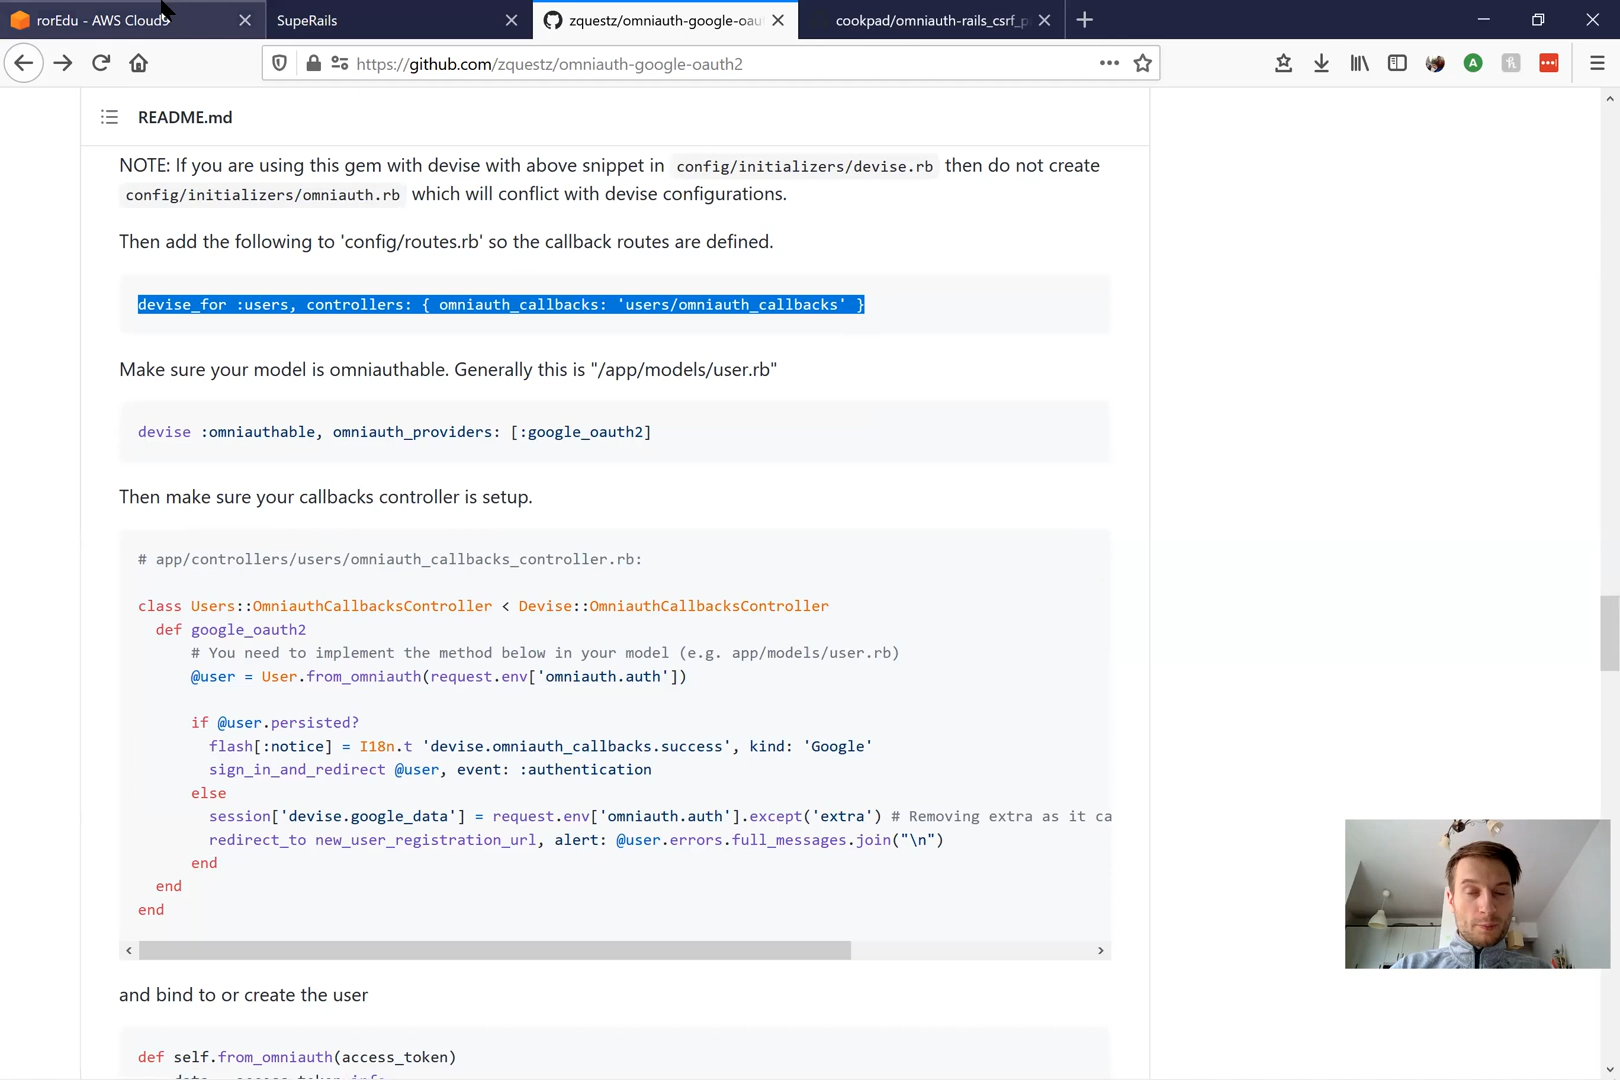 rorEdu - AWS Cloud9
SupeRails
zquestz/omniauth-google-oau
cookpad/omniauth-rails_csrf_p
https://github.com/zquestz/omniauth-google-oauth2
README.md
NOTE: If you are using this gem with devise with above snippet in config/initializers/devise.rb then do not create
config/initializers/omniauth.rb which will conflict with devise configurations.
Then add the following to 'config/routes.rb' so the callback routes are defined.
devise_for :users, controllers: { omniauth_callbacks: 'users/omniauth_callbacks' }
Make sure your model is omniauthable. Generally this is "/app/models/user.rb"
devise :omniauthable, omniauth_providers: [:google_oauth2]
Then make sure your callbacks controller is setup.
# app/controllers/users/omniauth_callbacks_controller.rb:
class Users::OmniauthCallbacksController < Devise::OmniauthCallbacksController
def google_oauth2
# You need to implement the method below in your model (e.g. app/models/user.rb)
@user = User.from_omniauth(request.env['omniauth.auth'])
if @user.persisted?
flash[:notice] = I18n.t 'devise.omniauth_callbacks.success', kind: 'Google'
sign_in_and_redirect @user, event: :authentication
else
session['devise.google_data'] = request.env['omniauth.auth'].except('extra') # Removing extra as it ca
redirect_to new_user_registration_url, alert: @user.errors.full_messages.join("\n")
end
end
end
and bind to or create the user
def self.from_omniauth(access_token)
data = access_token.info